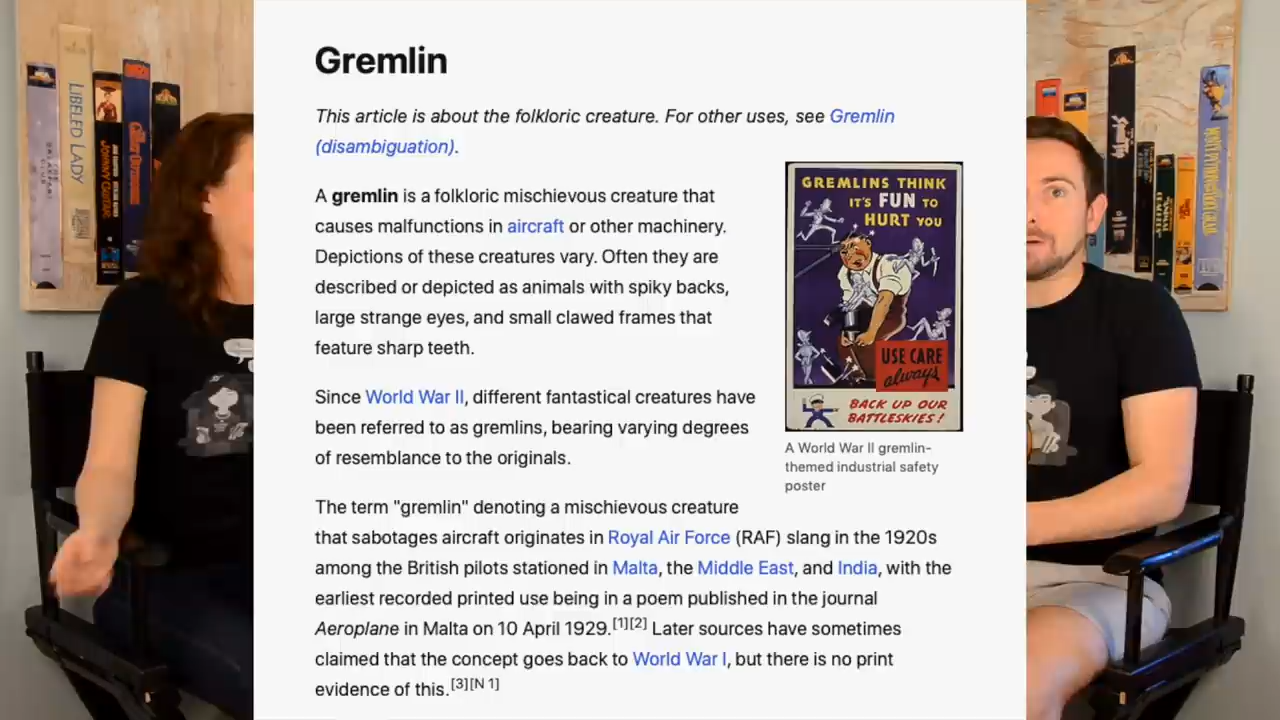 Gremlin
This article is about the folkloric creature. For other uses, see Gremlin
(disambiguation).
A gremlin is a folkloric mischievous creature that
causes malfunctions in aircraft or other machinery.
Depictions of these creatures vary. Often they are
described or depicted as animals with spiky backs,
large strange eyes, and small clawed frames that
feature sharp teeth.
Since World War II, different fantastical creatures have
been referred to as gremlins, bearing varying degrees
of resemblance to the originals.
The term "gremlin" denoting a mischievous creature
that sabotages aircraft originates in Royal Air Force (RAF) slang in the 1920s
among the British pilots stationed in Malta, the Middle East, and India, with the
earliest recorded printed use being in a poem published in the journal
Aeroplane in Malta on 10 April 1929.[1][2] Later sources have sometimes
claimed that the concept goes back to World War I, but there is no print
evidence of this.[3][N 1]
GREMLINS THINK
IT'S FUN TO
HURT YOU
USE CARE
always
BACK UP OUR
BATTLESKIES!
A World War II gremlin-
themed industrial safety
poster
LIBELED LADY
JOHNNY GUITAR